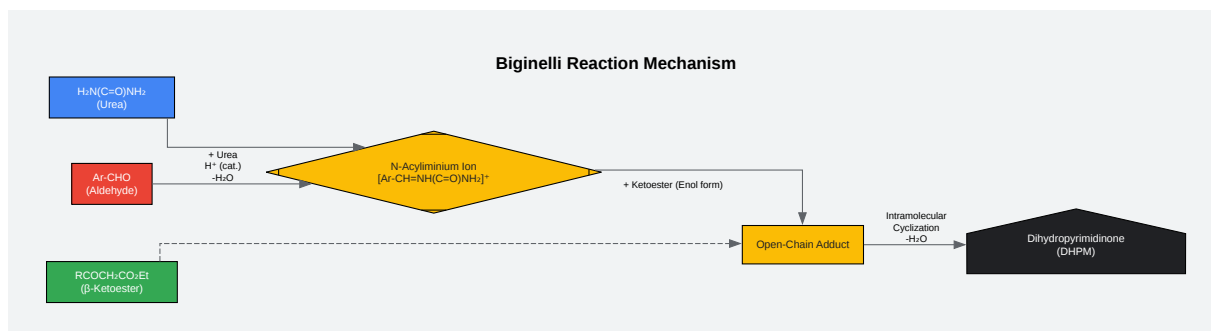 Biginelli Reaction Mechanism
H₂N(C=O)NH₂
(Urea)
+ Urea
H⁺ (cat.)
-H₂O
Ar-CHO
(Aldehyde)
N-Acyliminium Ion
[Ar-CH=NH(C=O)NH₂]⁺
+ Ketoester (Enol form)
RCOCH₂CO₂Et
(β-Ketoester)
Open-Chain Adduct
Intramolecular
Cyclization
-H₂O
Dihydropyrimidinone
(DHPM)